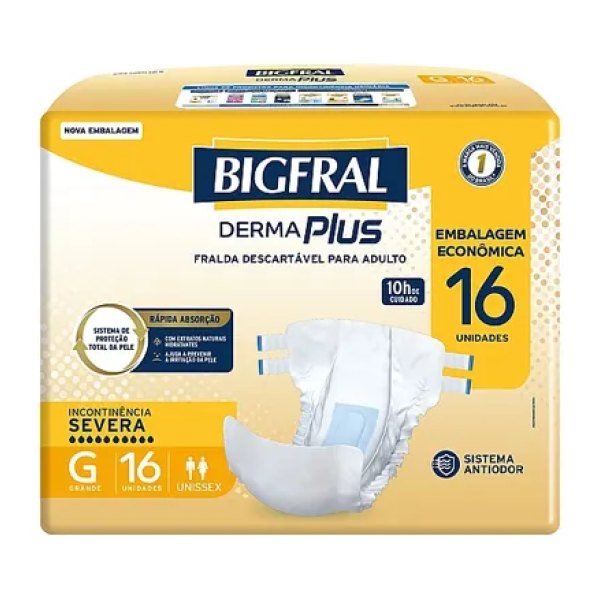 G 16
NOVA EMBALAGEM
BIGFRAL
DERMA Plus
FRALDA DESCARTÁVEL PARA ADULTO
1
EMBALAGEM
ECONÔMICA
16
UNIDADES
10h DE
CUIDADO
SISTEMA DE
PROTEÇÃO
TOTAL DA PELE
RÁPIDA ABSORÇÃO
COM EXTRATOS NATURAIS
HIDRATANTES
AJUDA A PREVENIR
A IRRITAÇÃO DA PELE
INCONTINÊNCIA
SEVERA
G 16
GRANDE UNIDADES UNISSEX
SISTEMA
ANTIODOR